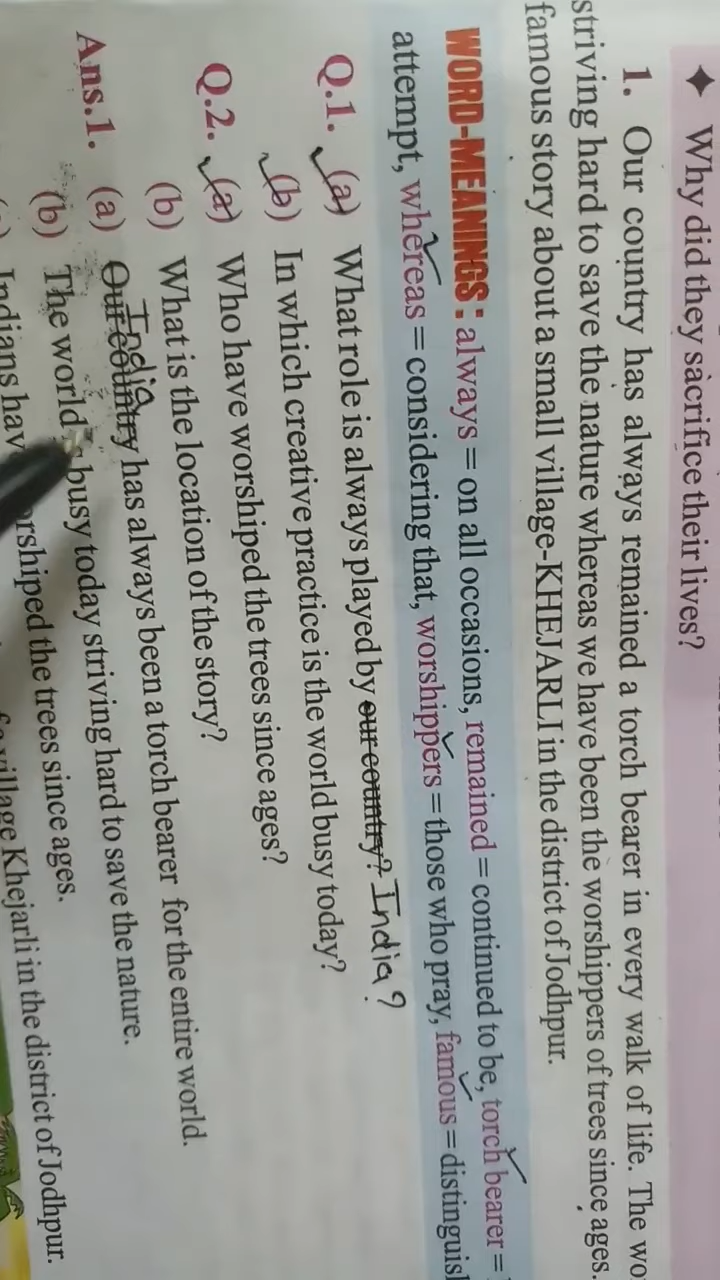 ✦ Why did they sacrifice their lives?
1. Our country has always remained a torch bearer in every walk of life. The wo
striving hard to save the nature whereas we have been the worshippers of trees since ages.
famous story about a small village-KHEJARLI in the district of Jodhpur.
WORD-MEANINGS : always = on all occasions, remained = continued to be, torch bearer =
attempt, whereas = considering that, worshippers = those who pray, famous = distinguis
Q.1. (a) What role is always played by our country? India?
(b) In which creative practice is the world busy today?
Q.2. (a) Who have worshiped the trees since ages?
(b) What is the location of the story?
India
Ans.1. (a) Our country has always been a torch bearer for the entire world.
(b) The world is busy today striving hard to save the nature.
Indians hav rshiped the trees since ages.
village Khejarli in the district of Jodhpur.